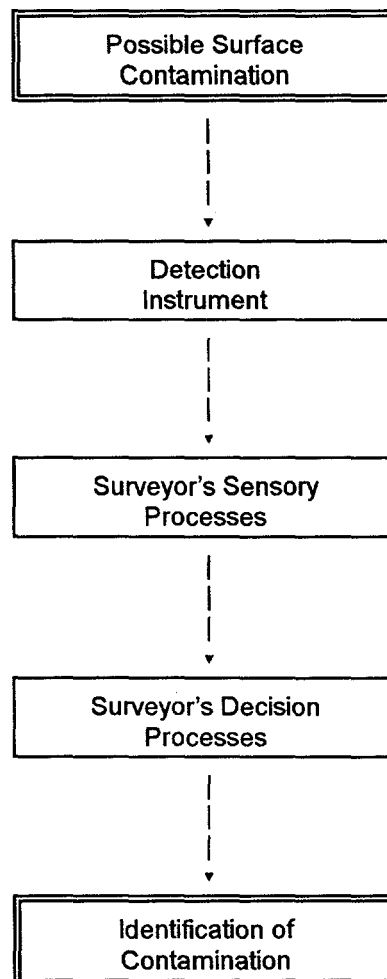 Possible Surface
Contamination
Detection
Instrument
Surveyor's Sensory
Processes
Surveyor's Decision
Processes
Identification of
Contamination